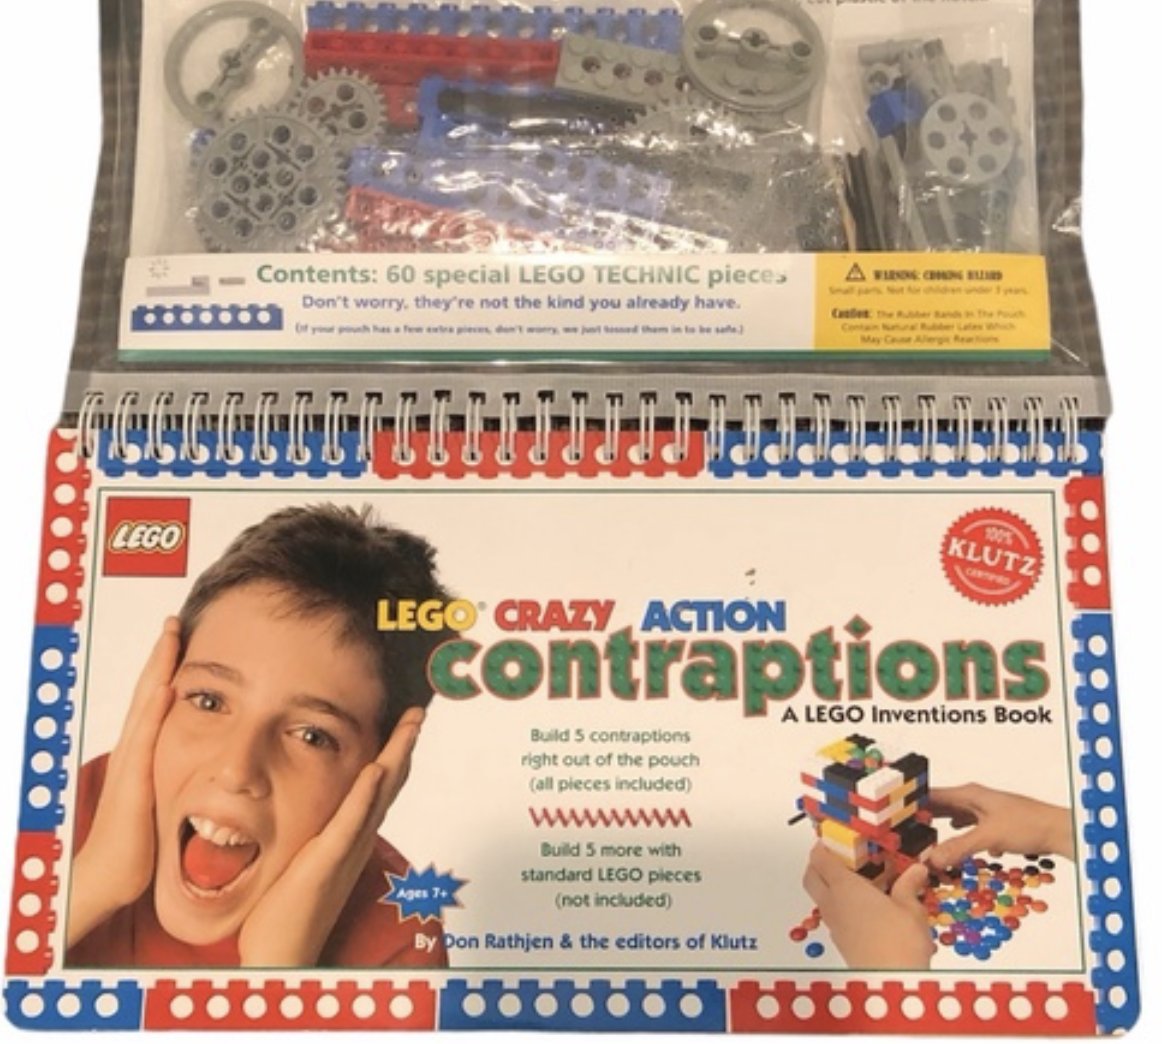 Contents: 60 special LEGO TECHNIC pieces
Don't worry, they're not the kind you already have.
(If your pouch has a few extra pieces, don't worry, we just tossed them in to be safe.)
WARNING: CHOKING HAZARD
Small parts. Not for children under 3 years.
Caution: The Rubber Bands In The Pouch
Contain Natural Rubber Latex Which
May Cause Allergic Reactions
LEGO
100%
KLUTZ
CERTIFIED
LEGO® CRAZY ACTION
contraptions
A LEGO Inventions Book
Build 5 contraptions
right out of the pouch
(all pieces included)
Build 5 more with
standard LEGO pieces
(not included)
Ages 7+
By Don Rathjen & the editors of Klutz